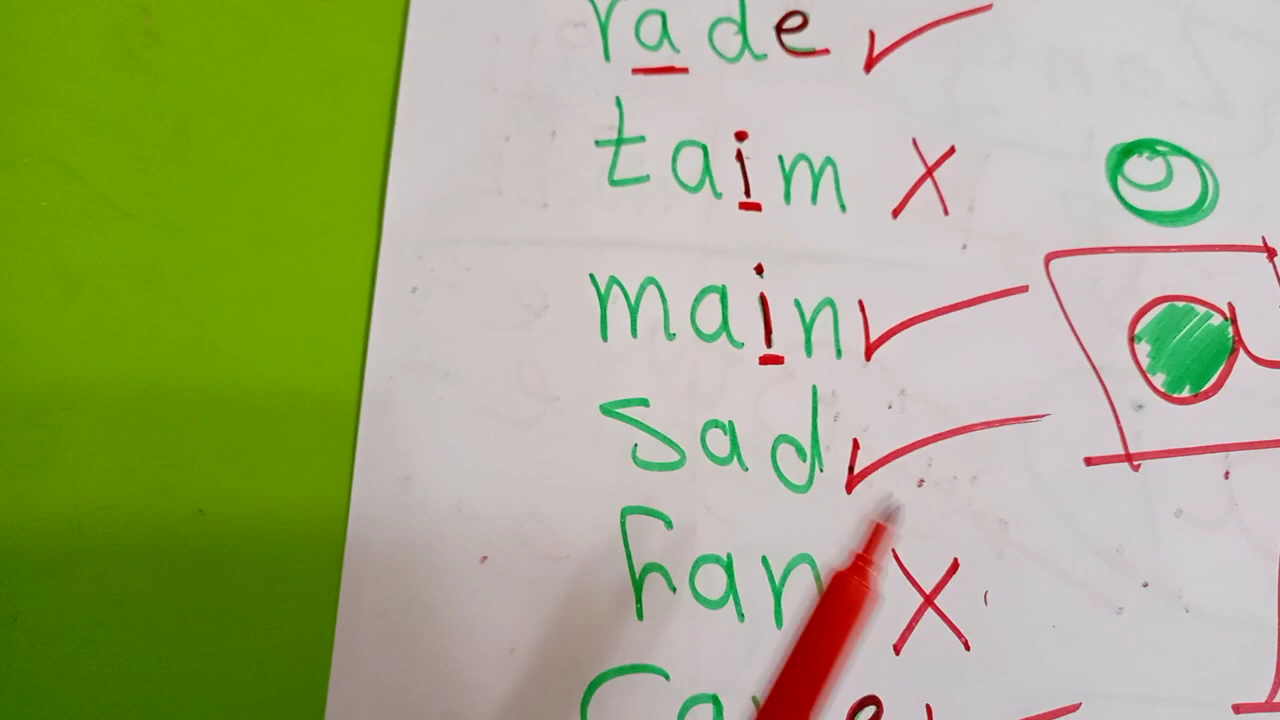 rade ✓
taim ✗
main ✓
sad ✓
fan ✗